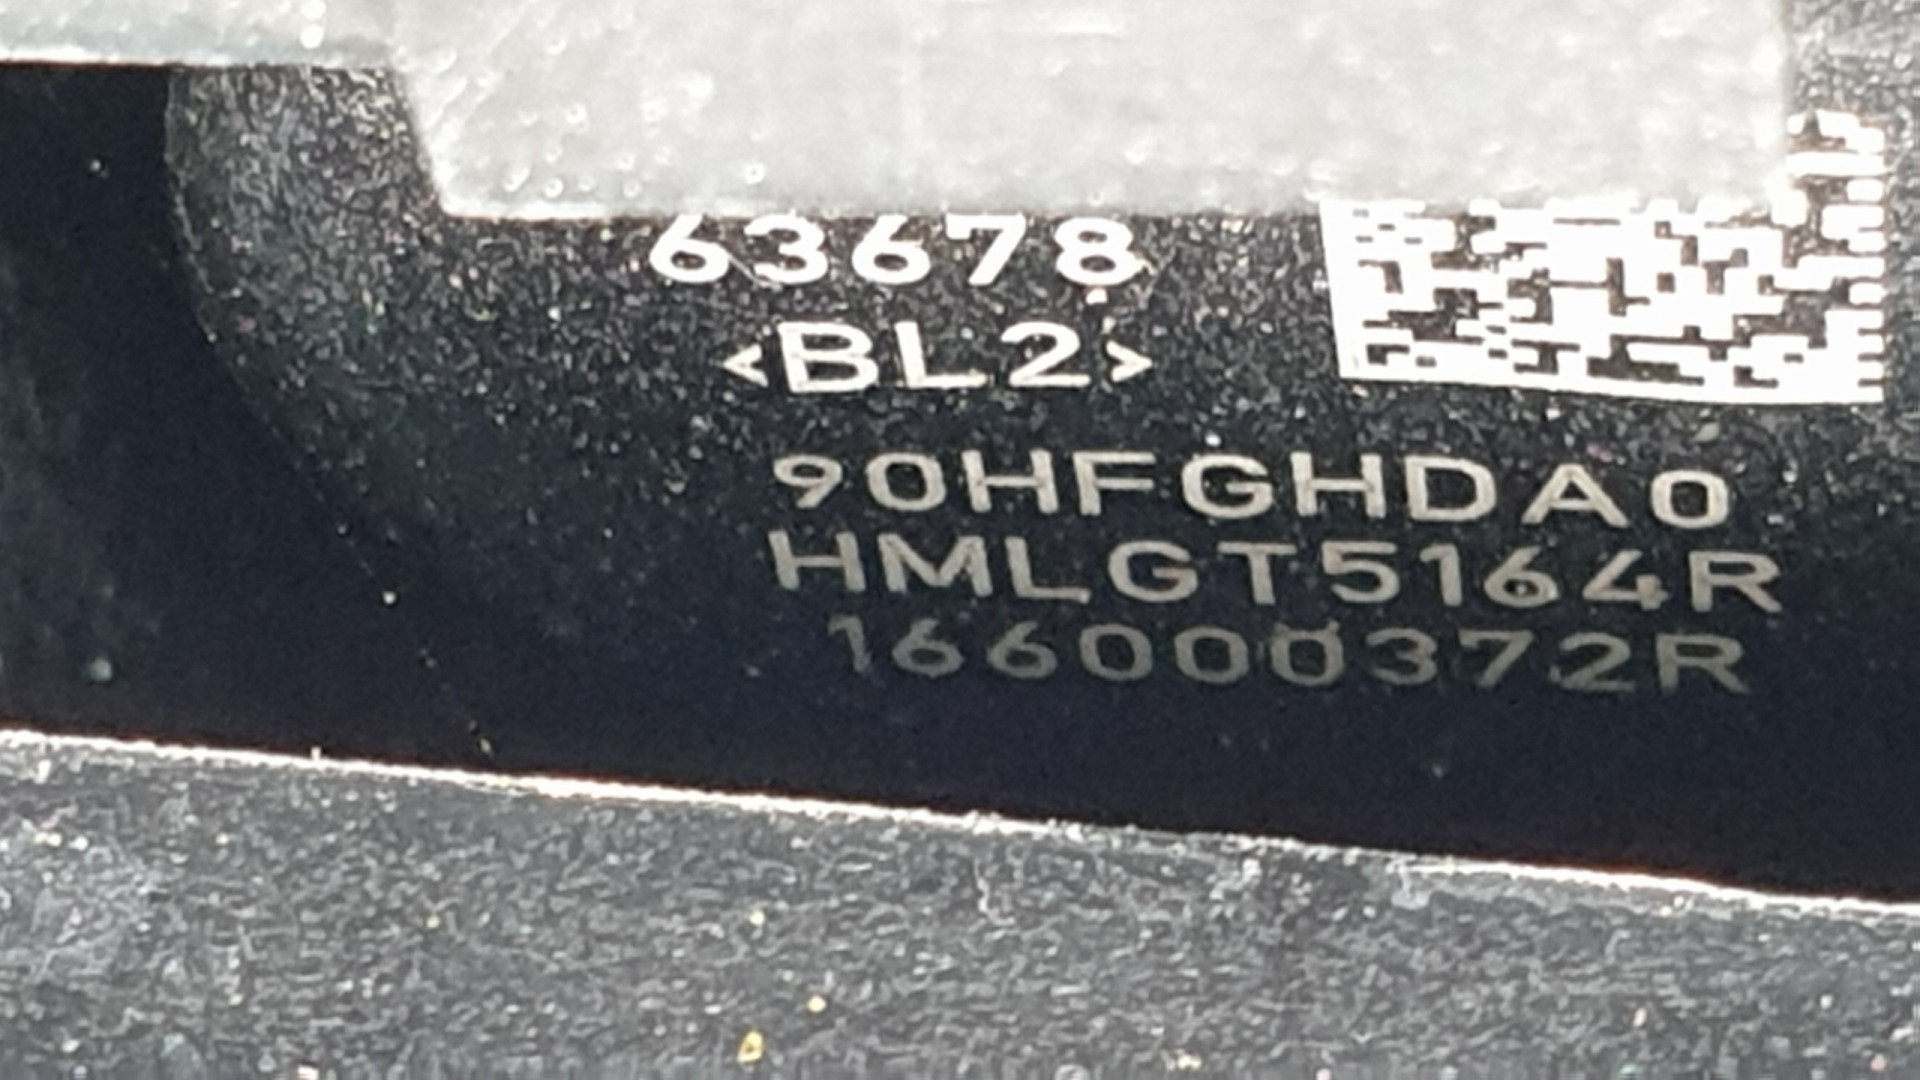 63678
<BL2>
90HFGHDA0
HMLGT5164R
166000372R